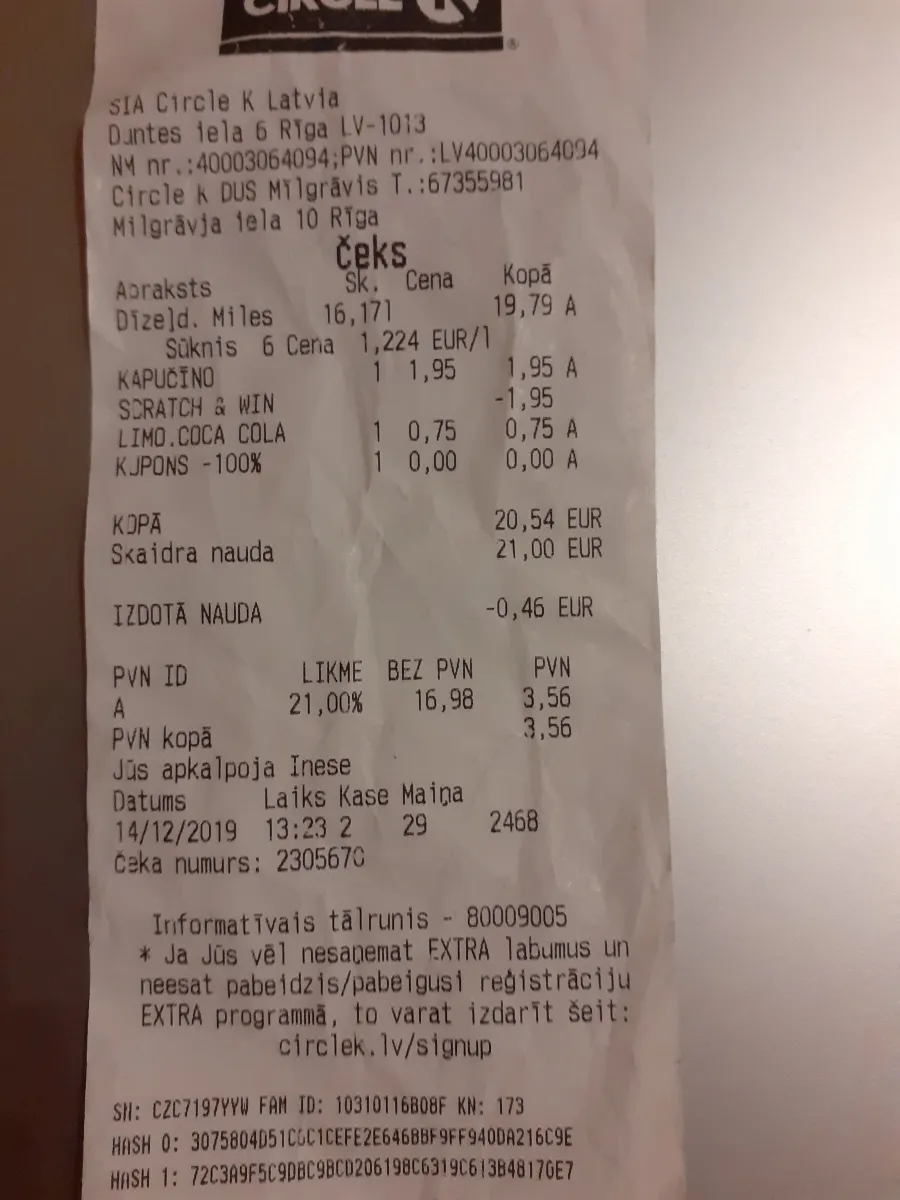 CIRCLE K
SIA Circle K Latvia
Duntes iela 6 Rīga LV-1013
NM nr.:40003064094;PVN nr.:LV40003064094
Circle K DUS Mīlgrāvis T.:67355981
Milgrāvja iela 10 Rīga
Čeks
Apraksts Sk. Cena Kopā
Dīzeļd. Miles 16,171 19,79 A
Sūknis 6 Cena 1,224 EUR/l
KAPUČĪNO 1 1,95 1,95 A
SCRATCH & WIN -1,95
LIMO.COCA COLA 1 0,75 0,75 A
KUPONS -100% 1 0,00 0,00 A
KOPĀ 20,54 EUR
Skaidra nauda 21,00 EUR
IZDOTĀ NAUDA -0,46 EUR
PVN ID LIKME BEZ PVN PVN
A 21,00% 16,98 3,56
PVN kopā 3,56
Jūs apkalpoja Inese
Datums Laiks Kase Maiņa
14/12/2019 13:23 2 29 2468
Čeka numurs: 2305670
Informatīvais tālrunis - 80009005
* Ja Jūs vēl nesaņemat EXTRA labumus un
neesat pabeidzis/pabeigusi reģistrāciju
EXTRA programmā, to varat izdarīt šeit:
circlek.lv/signup
SN: CZC7197YYW FAM ID: 10310116B08F KN: 173
HASH 0: 3075804D51C6C1CEFE2E646BBF9FF940DA216C9E
HASH 1: 72C3A9F5C9DBC9BCD206198C6319C613B48170E7